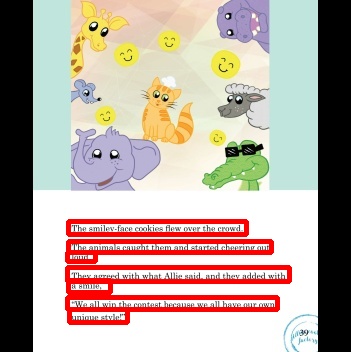 The smiley-face cookies flew over the crowd.
The animals caught them and started cheering out
loud.
They agreed with what Allie said, and they added with
a smile,
“We all win the contest because we all have our own
unique style!”
39